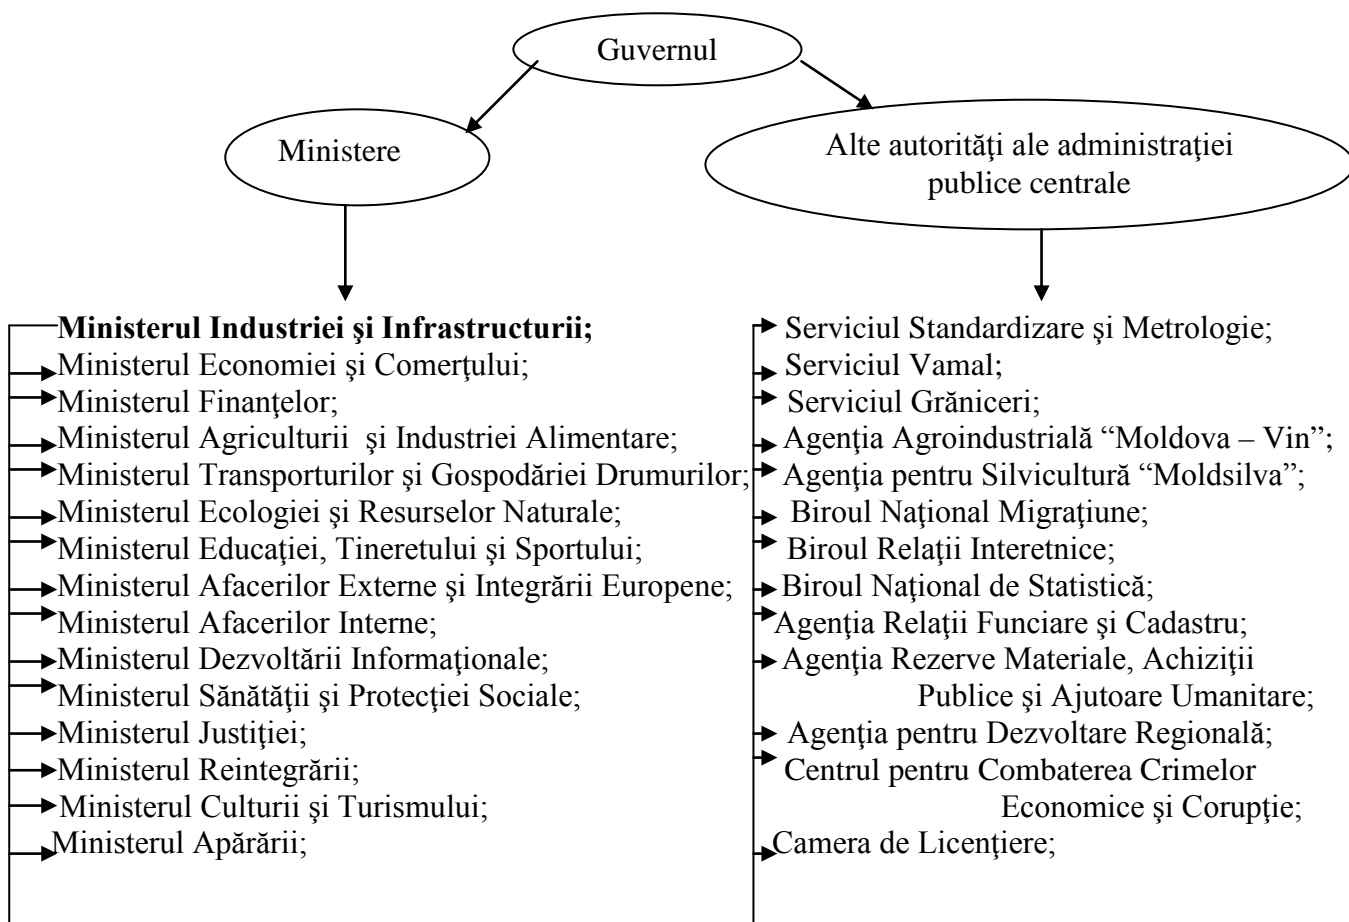 Guvernul
Ministere
Alte autorităţi ale administraţiei
publice centrale
Ministerul Industriei şi Infrastructurii;
Ministerul Economiei şi Comerţului;
Ministerul Finanţelor;
Ministerul Agriculturii şi Industriei Alimentare;
Ministerul Transporturilor şi Gospodăriei Drumurilor;
Ministerul Ecologiei şi Resurselor Naturale;
Ministerul Educaţiei, Tineretului şi Sportului;
Ministerul Afacerilor Externe şi Integrării Europene;
Ministerul Afacerilor Interne;
Ministerul Dezvoltării Informaţionale;
Ministerul Sănătăţii şi Protecţiei Sociale;
Ministerul Justiţiei;
Ministerul Reintegrării;
Ministerul Culturii şi Turismului;
Ministerul Apărării;
Serviciul Standardizare şi Metrologie;
Serviciul Vamal;
Serviciul Grăniceri;
Agenţia Agroindustrială “Moldova – Vin”;
Agenţia pentru Silvicultură “Moldsilva”;
Biroul Naţional Migraţiune;
Biroul Relaţii Interetnice;
Biroul Naţional de Statistică;
Agenţia Relaţii Funciare şi Cadastru;
Agenţia Rezerve Materiale, Achiziţii
Publice şi Ajutoare Umanitare;
Agenţia pentru Dezvoltare Regională;
Centrul pentru Combaterea Crimelor
Economice şi Corupţie;
Camera de Licenţiere;